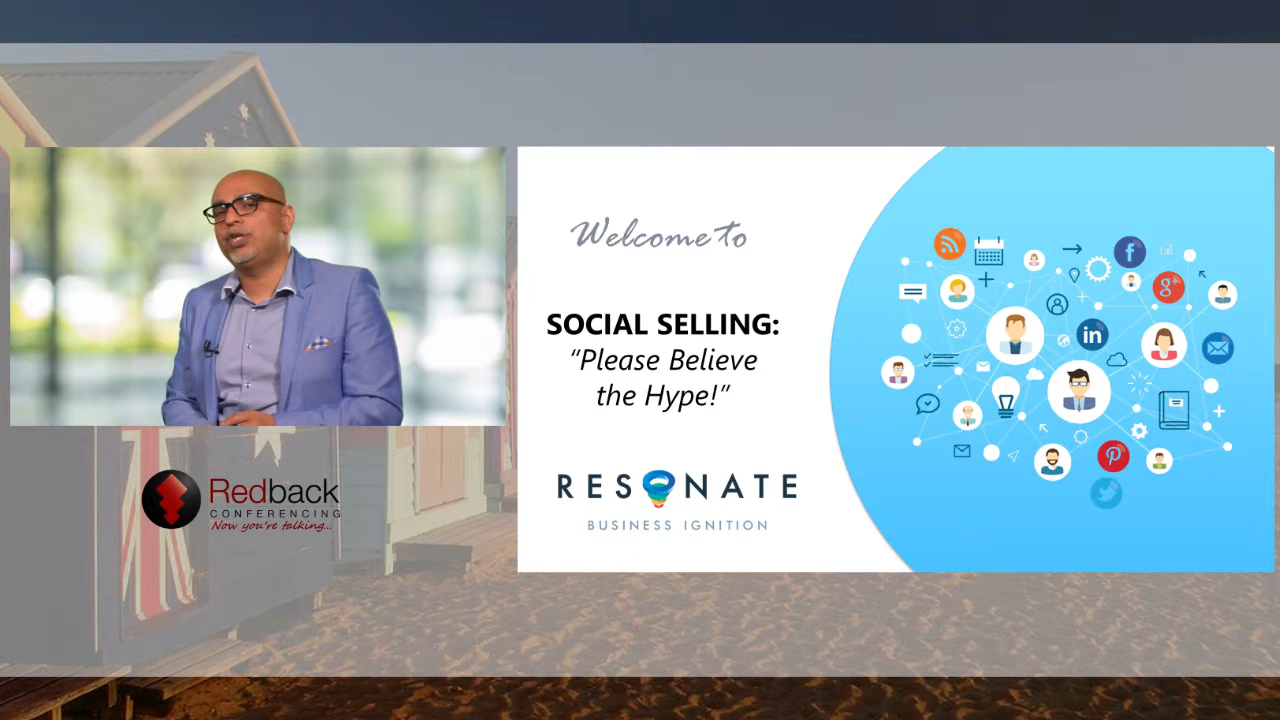 Welcome to
SOCIAL SELLING:
“Please Believe
the Hype!”
RESONATE
BUSINESS IGNITION
Redback
CONFERENCING
Now you're talking...
f
g+
in